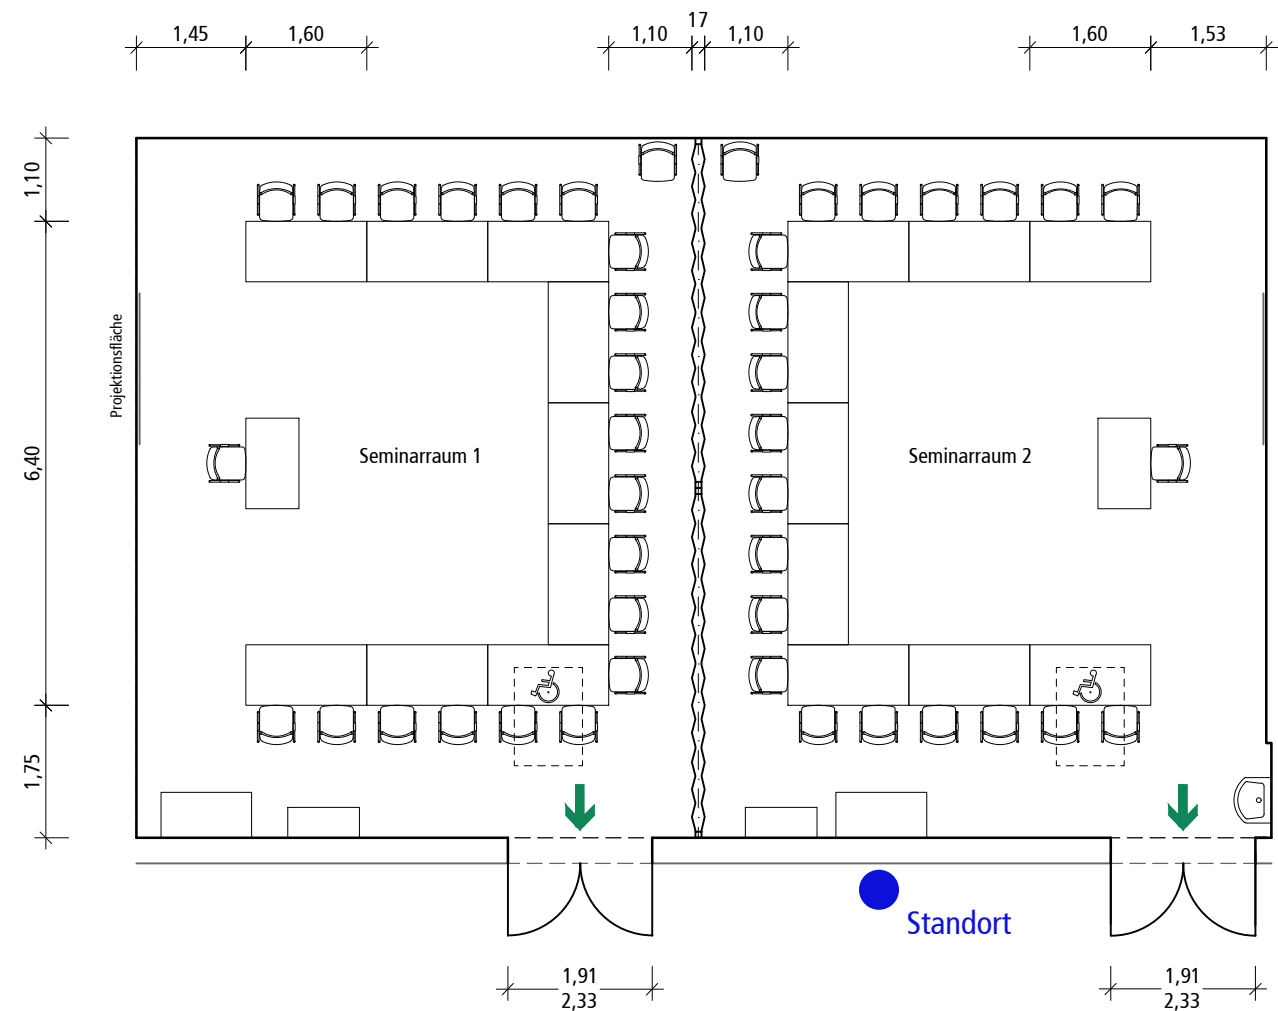 17
1,45 1,60 1,10 1,10 1,60 1,53
1,10
Projektionsfläche
6,40
Seminarraum 1 Seminarraum 2
1,75
Standort
1,91 1,91
2,33 2,33